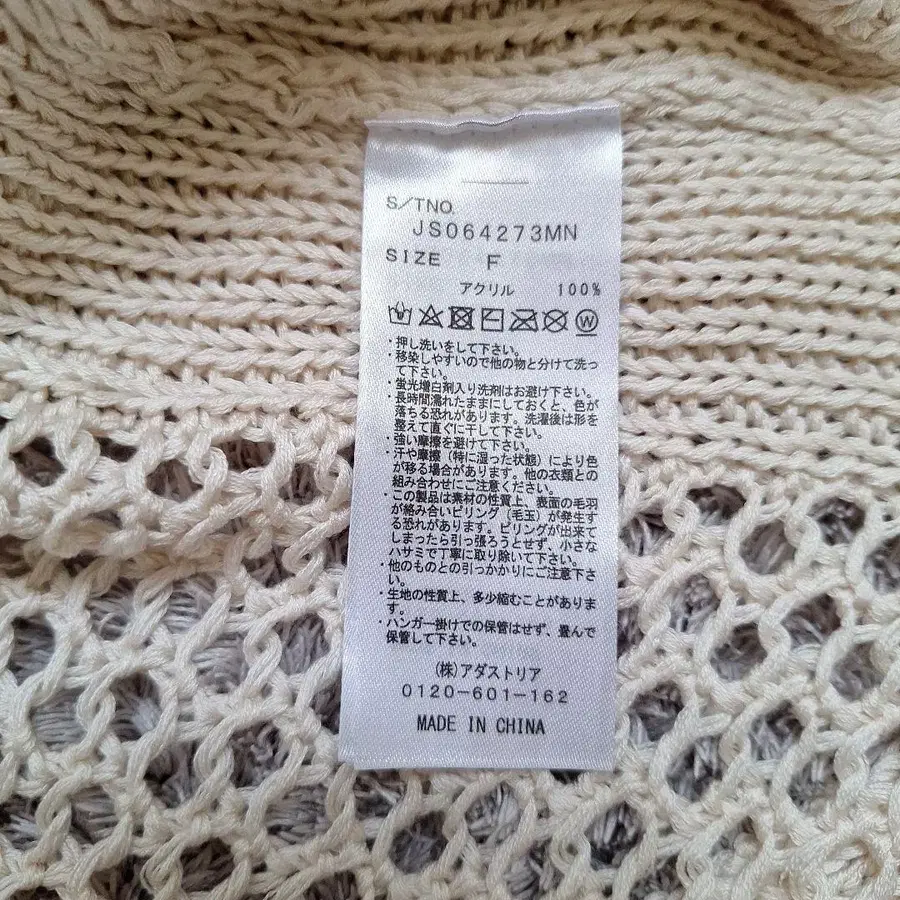 S/TNO.
JS064273MN
SIZE F
アクリル 100%
W
・押し洗いをして下さい。
・移染しやすいので他の物と分けて洗っ
て下さい。
・蛍光増白剤入り洗剤はお避け下さい。
・長時間濡れたままにしておくと、色が
落ちる恐れがあります。洗濯後は形を
整えて直ぐに干して下さい。
・強い摩擦を避けて下さい。
・汗や摩擦（特に湿った状態）により色
が移る場合があります。他の衣類との
組み合わせにご注意ください。
・この製品は素材の性質上、表面の毛羽
が絡み合いピリング（毛玉）が発生す
る恐れがあります。ピリングが出来て
しまったら引っ張ろうとせず、小さな
ハサミで丁寧に取り除いて下さい。
・他のものとの引っかかりにご注意下さ
い。
・生地の性質上、多少縮むことがありま
す。
・ハンガー掛けでの保管はせず、畳んで
保管して下さい。
(株)アダストリア
0120-601-162
MADE IN CHINA